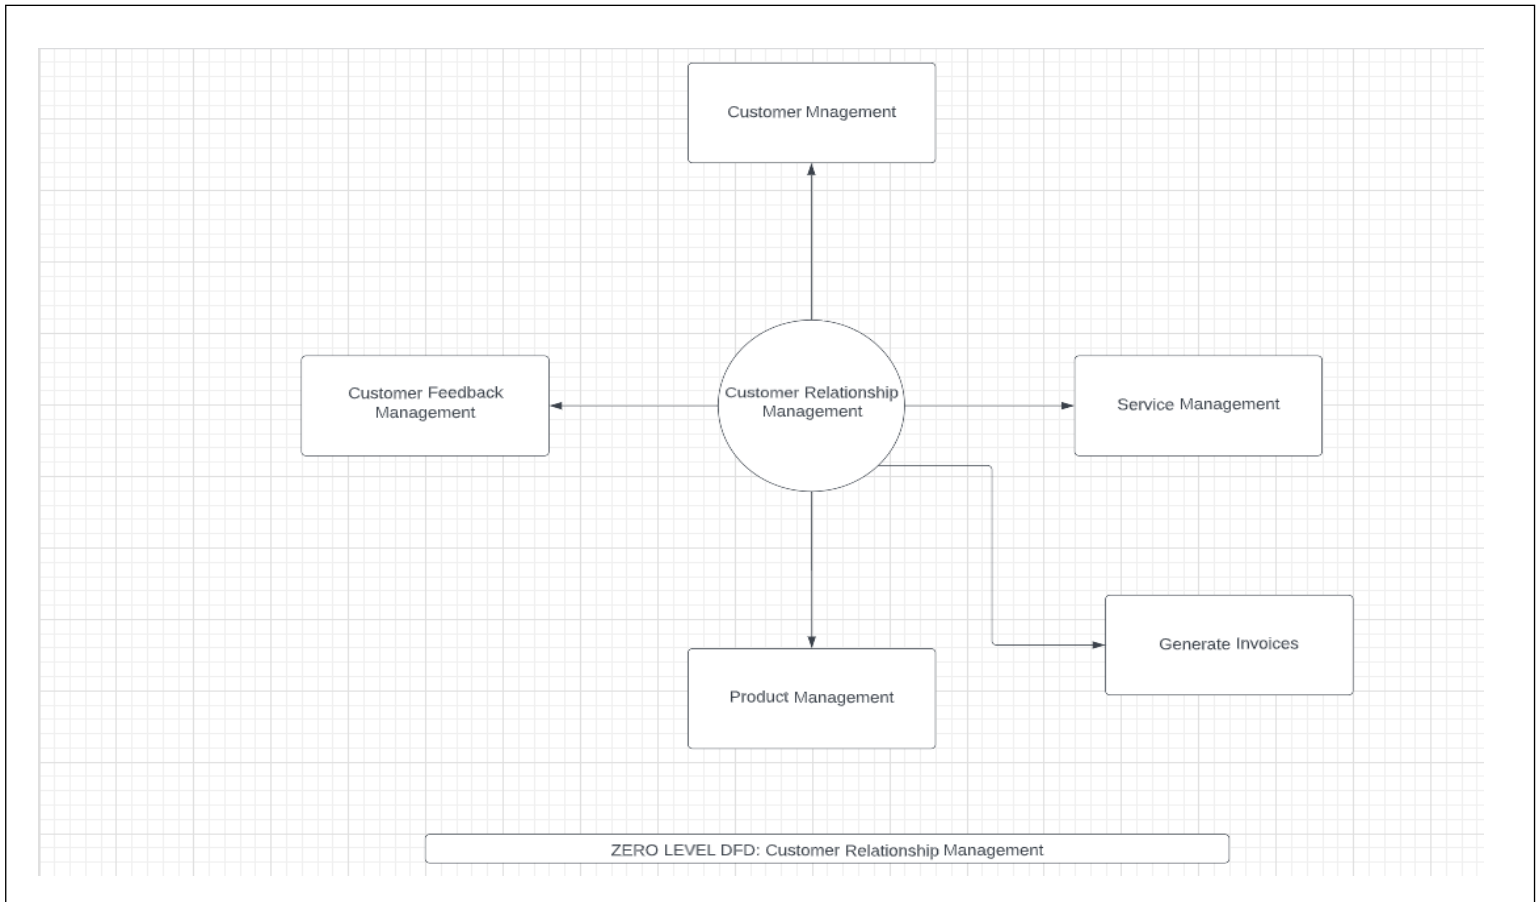 Customer Mnagement
Customer Feedback
Management
Customer Relationship
Management
Service Management
Generate Invoices
Product Management
ZERO LEVEL DFD: Customer Relationship Management